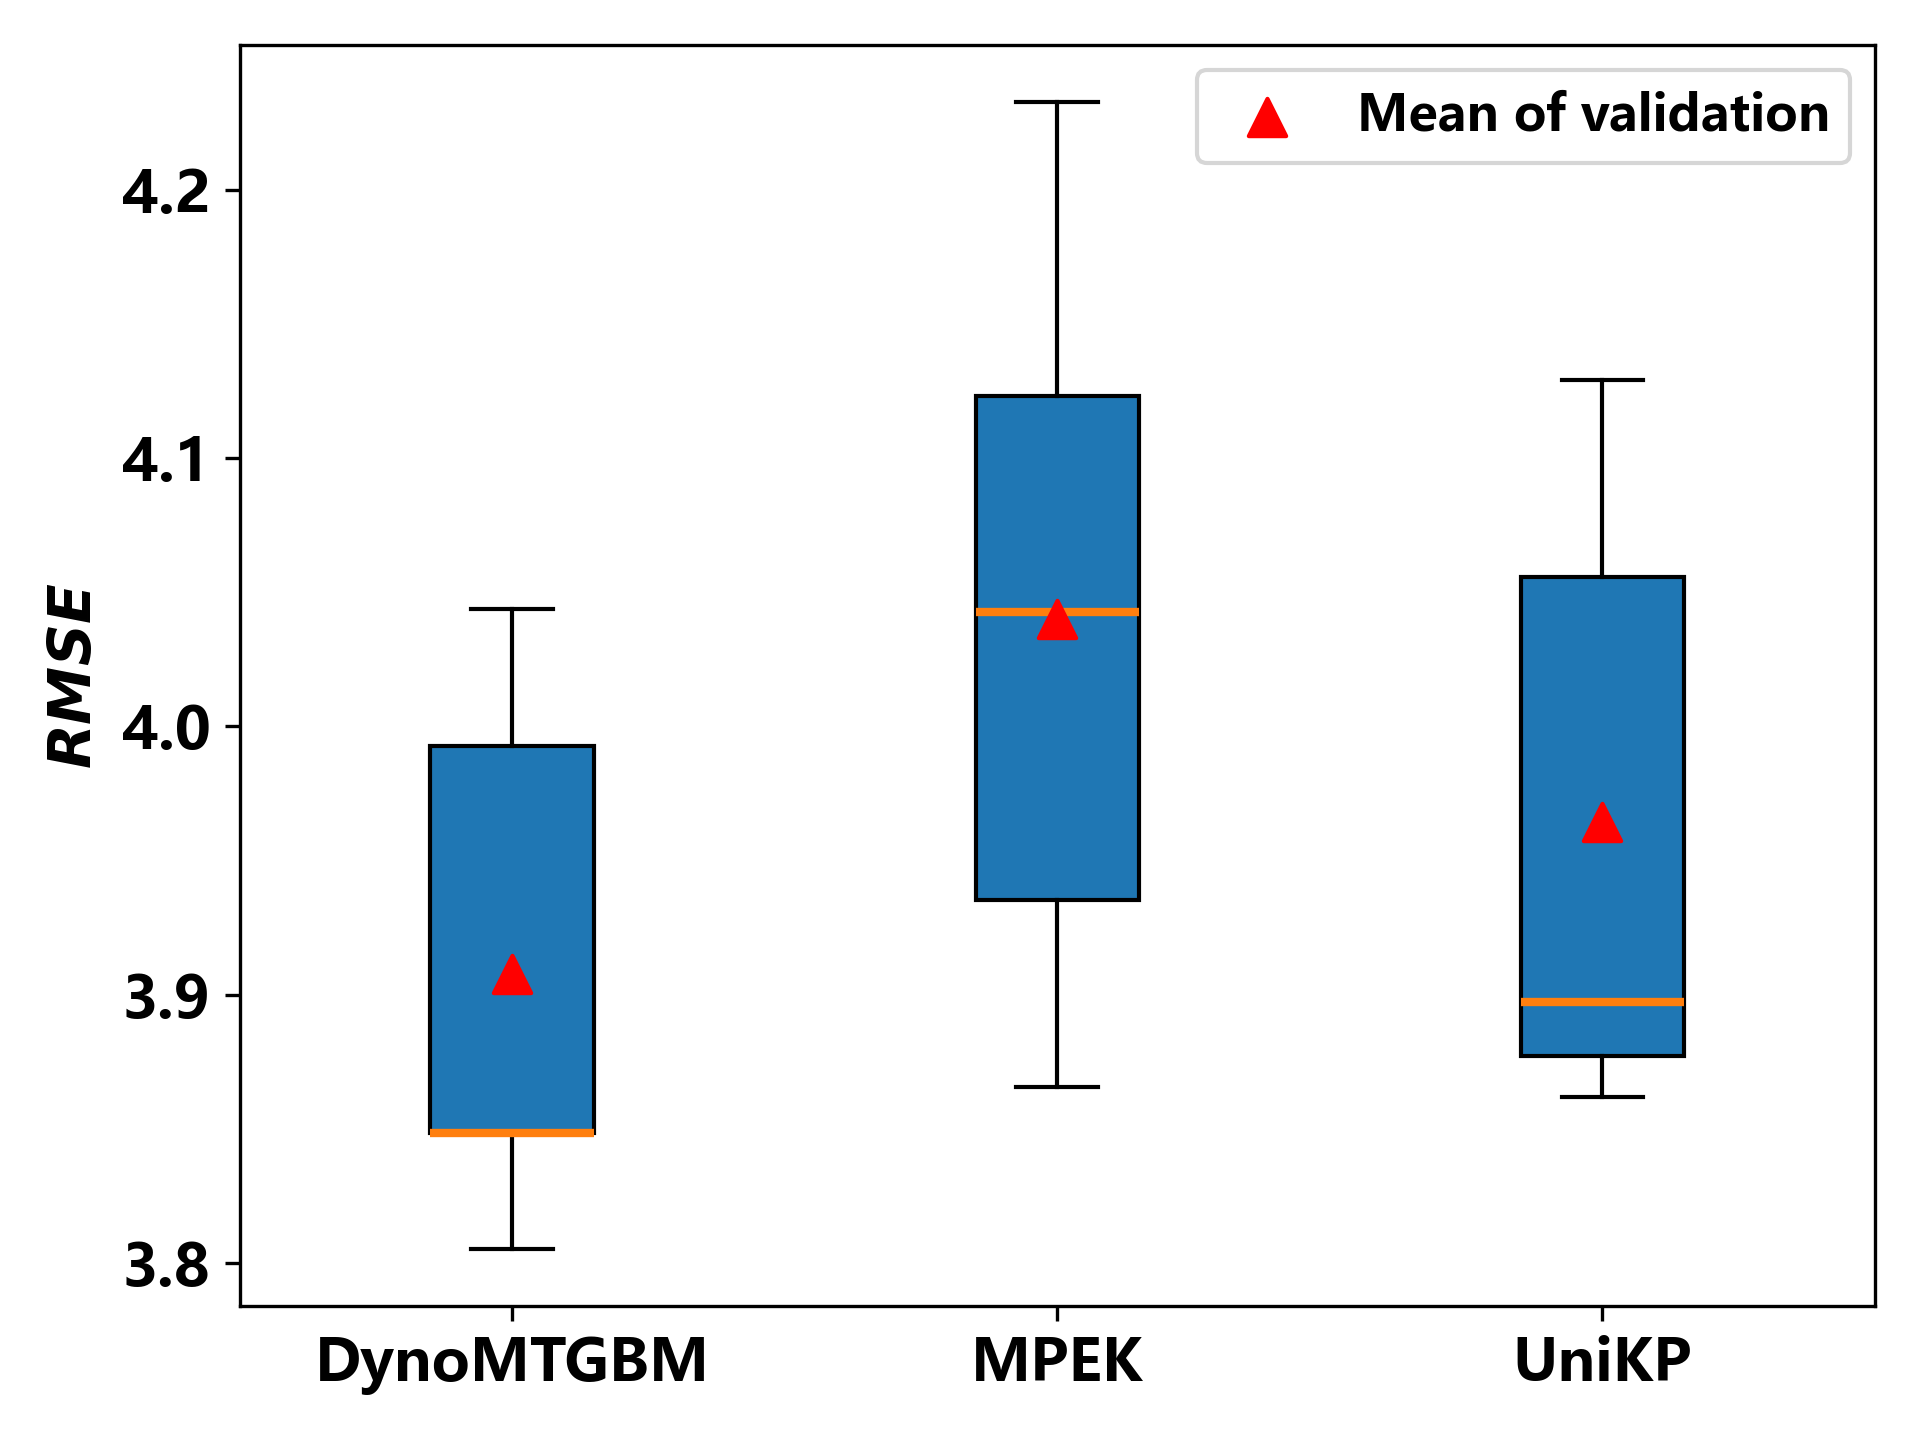 Mean of validation
4.2
4.1
4.0
3.9
3.8
RMSE
DynoMTGBM
MPEK
UniKP